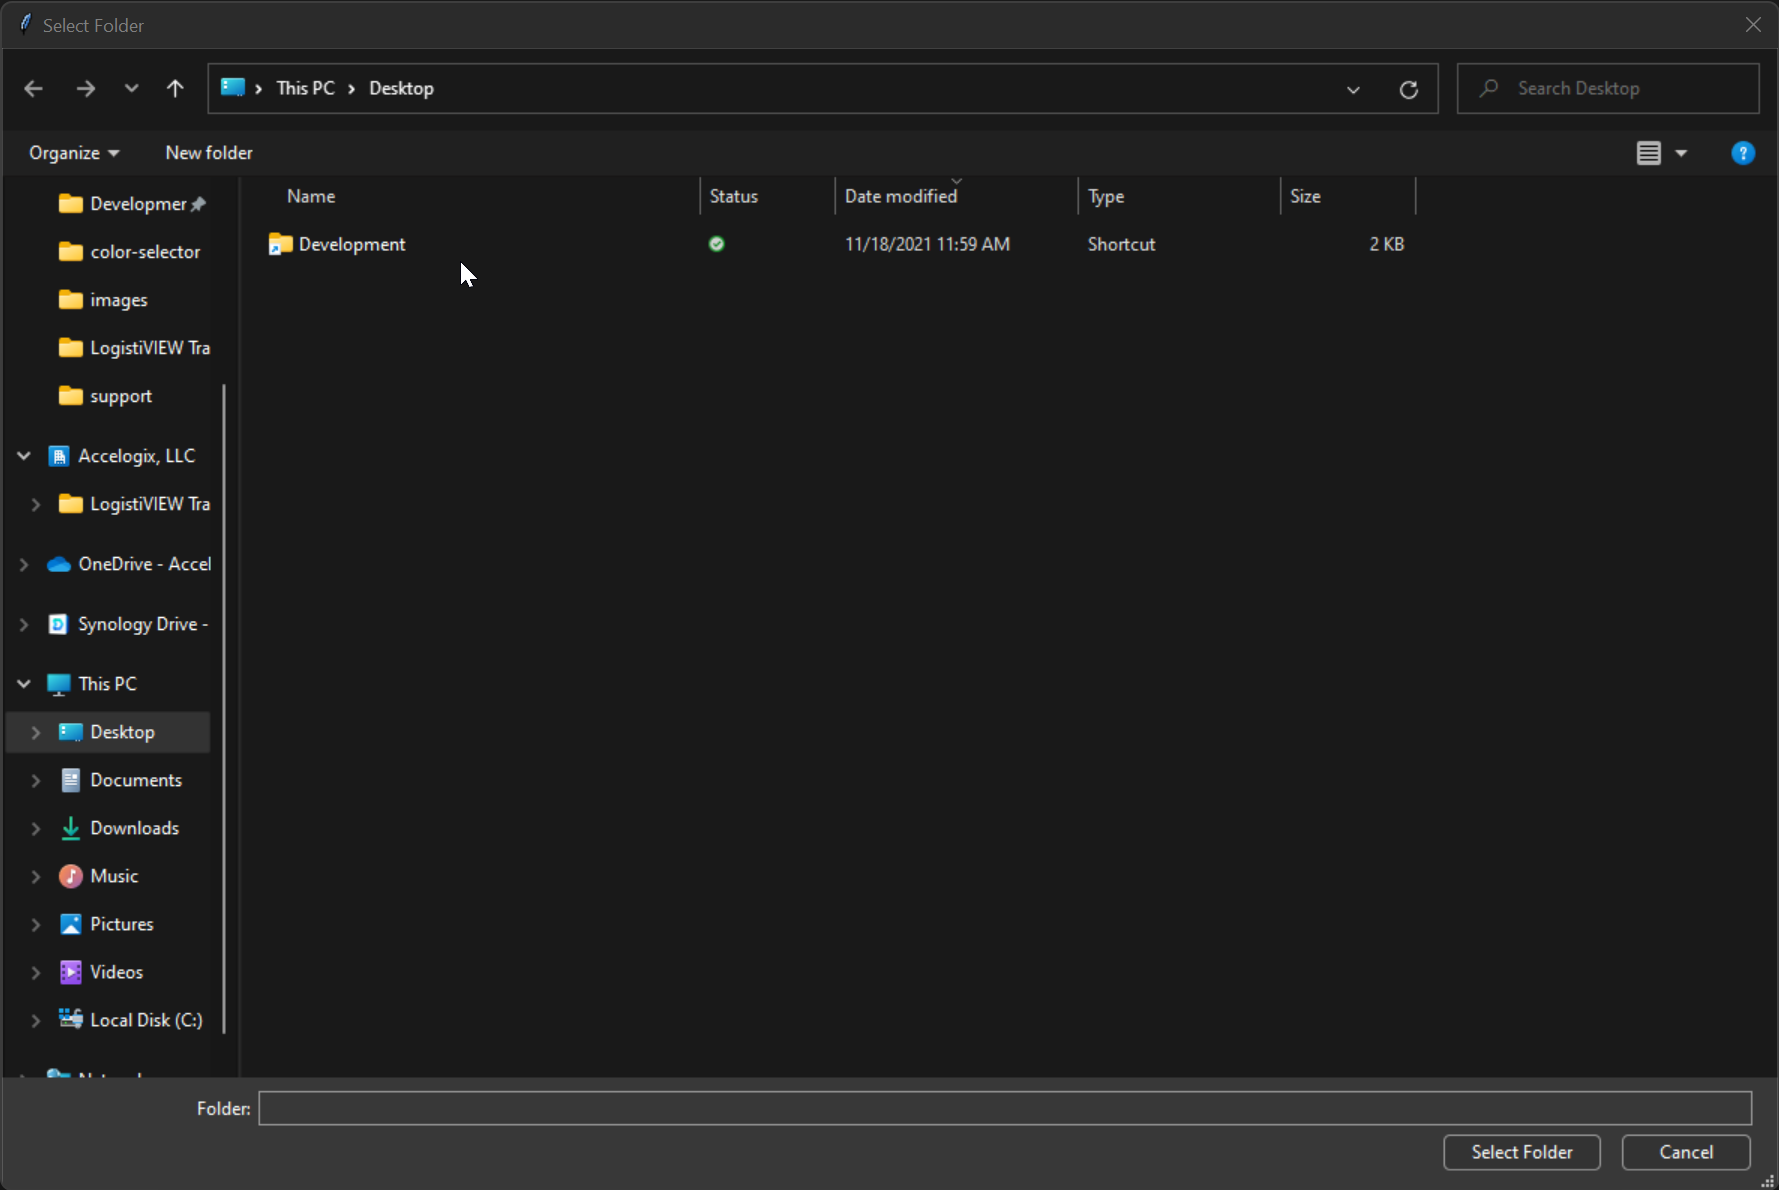 Select Folder
This PC
Desktop
Search Desktop
Organize
New folder
Name
Status
Date modified
Type
Size
Development
11/18/2021 11:59 AM
Shortcut
2 KB
Developmer
color-selector
images
LogistiVIEW Tra
support
Accelogix, LLC
LogistiVIEW Tra
OneDrive - Accel
Synology Drive -
This PC
Desktop
Documents
Downloads
Music
Pictures
Videos
Local Disk (C:)
Folder:
Select Folder
Cancel